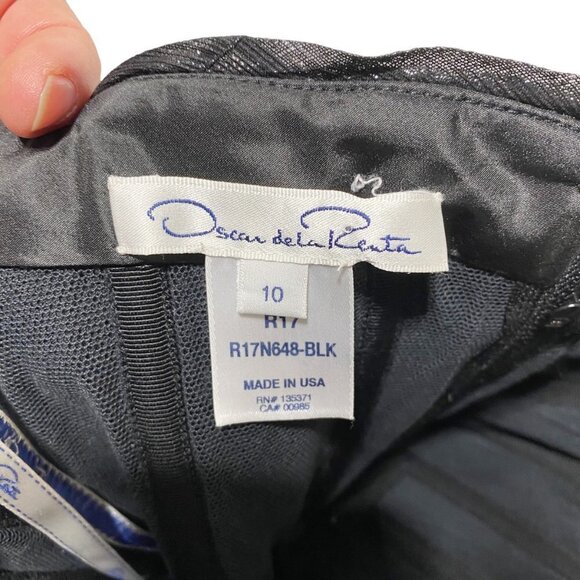 Oscar de la Renta
10
R17
R17N648-BLK
MADE IN USA
RN# 135371
CA# 00985